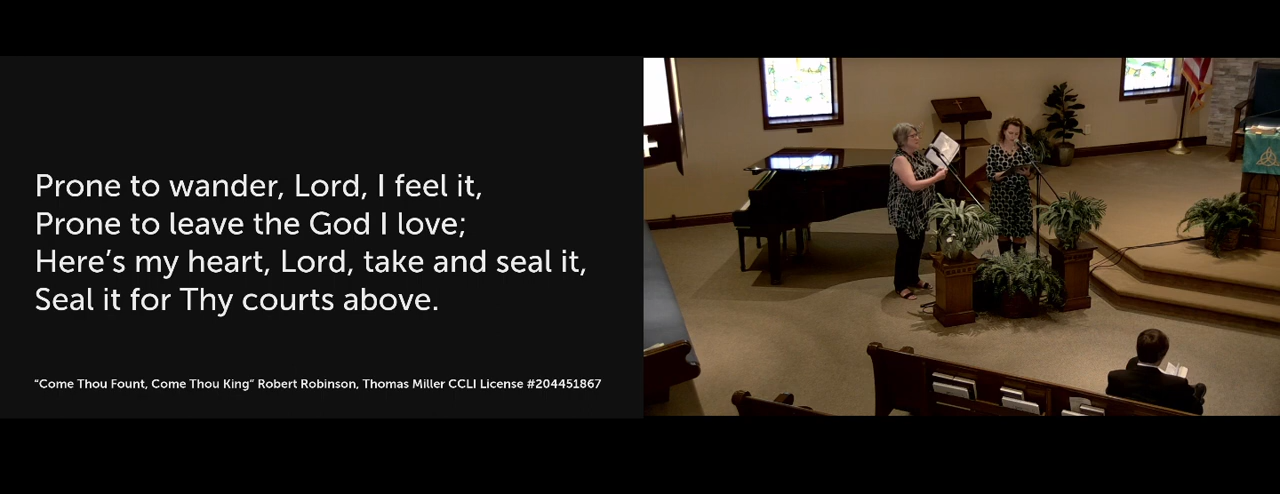 Prone to wander, Lord, I feel it,
Prone to leave the God I love;
Here’s my heart, Lord, take and seal it,
Seal it for Thy courts above.
“Come Thou Fount, Come Thou King” Robert Robinson, Thomas Miller CCLI License #204451867